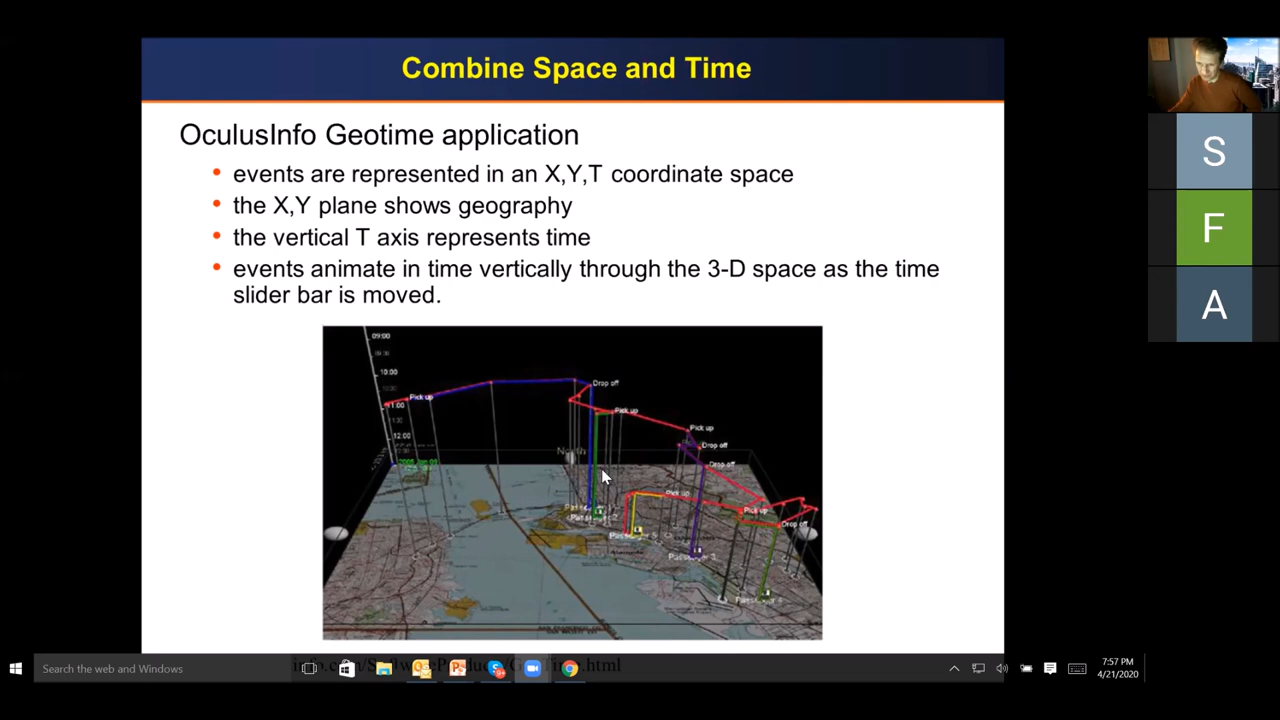 Combine Space and Time
OculusInfo Geotime application
• events are represented in an X,Y,T coordinate space
• the X,Y plane shows geography
• the vertical T axis represents time
• events animate in time vertically through the 3-D space as the time
slider bar is moved.
09:00
10:00
11:00
12:00
Pick up
Drop off
Pick up
Pick up
Drop off
Drop off
North
Pick up
Pick up
Drop off
S
F
A
Search the web and Windows
7:57 PM
4/21/2020